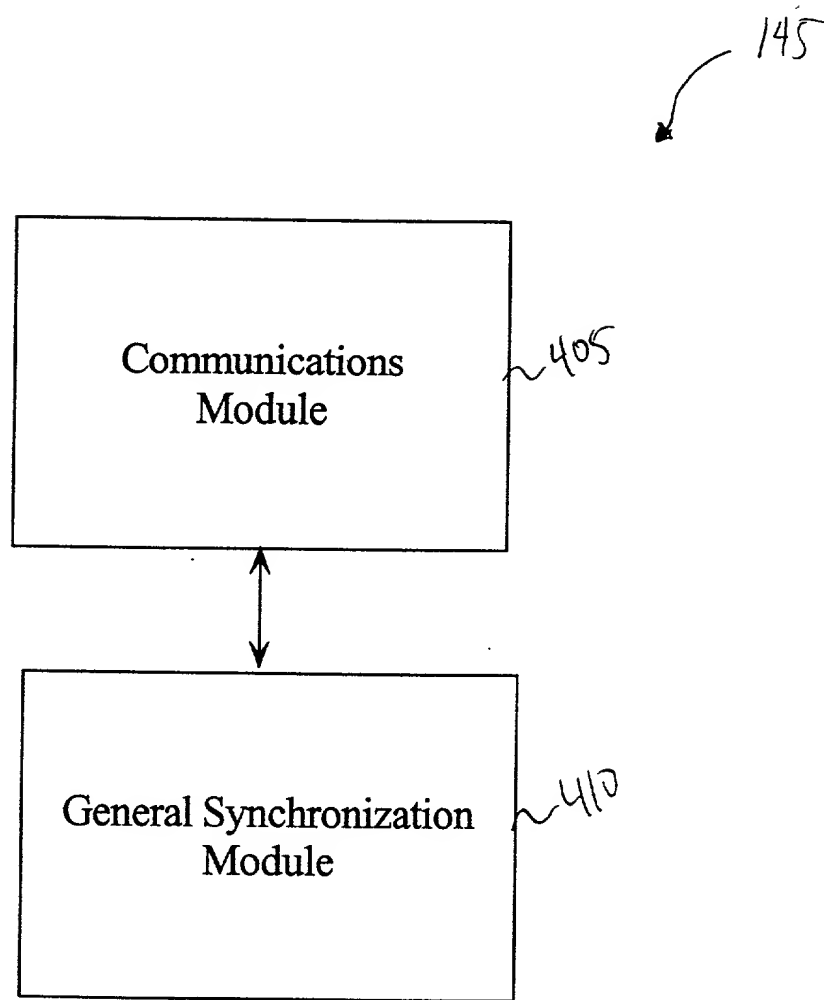 145
Communications
Module
405
General Synchronization
Module
410